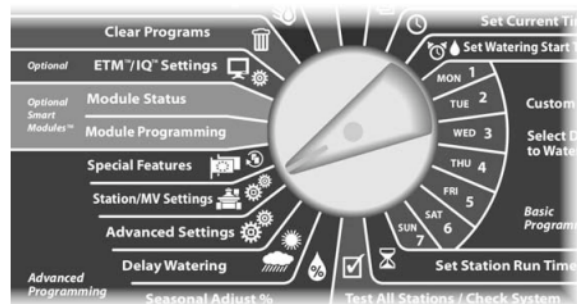 Clear Programs
Set Current Ti
Optional
ETM™/IQ™ Settings
Set Watering Start
Optional
Smart
Modules™
Module Status
Module Programming
MON 1
TUE 2
WED 3
THU 4
FRI 5
SAT 6
SUN 7
Custom
Select D
to Water
Special Features
Station/MV Settings
Advanced Settings
Basic
Programm
Delay Watering
%
Set Station Run Time
Advanced
Programming
Seasonal Adjust %
Test All Stations / Check System